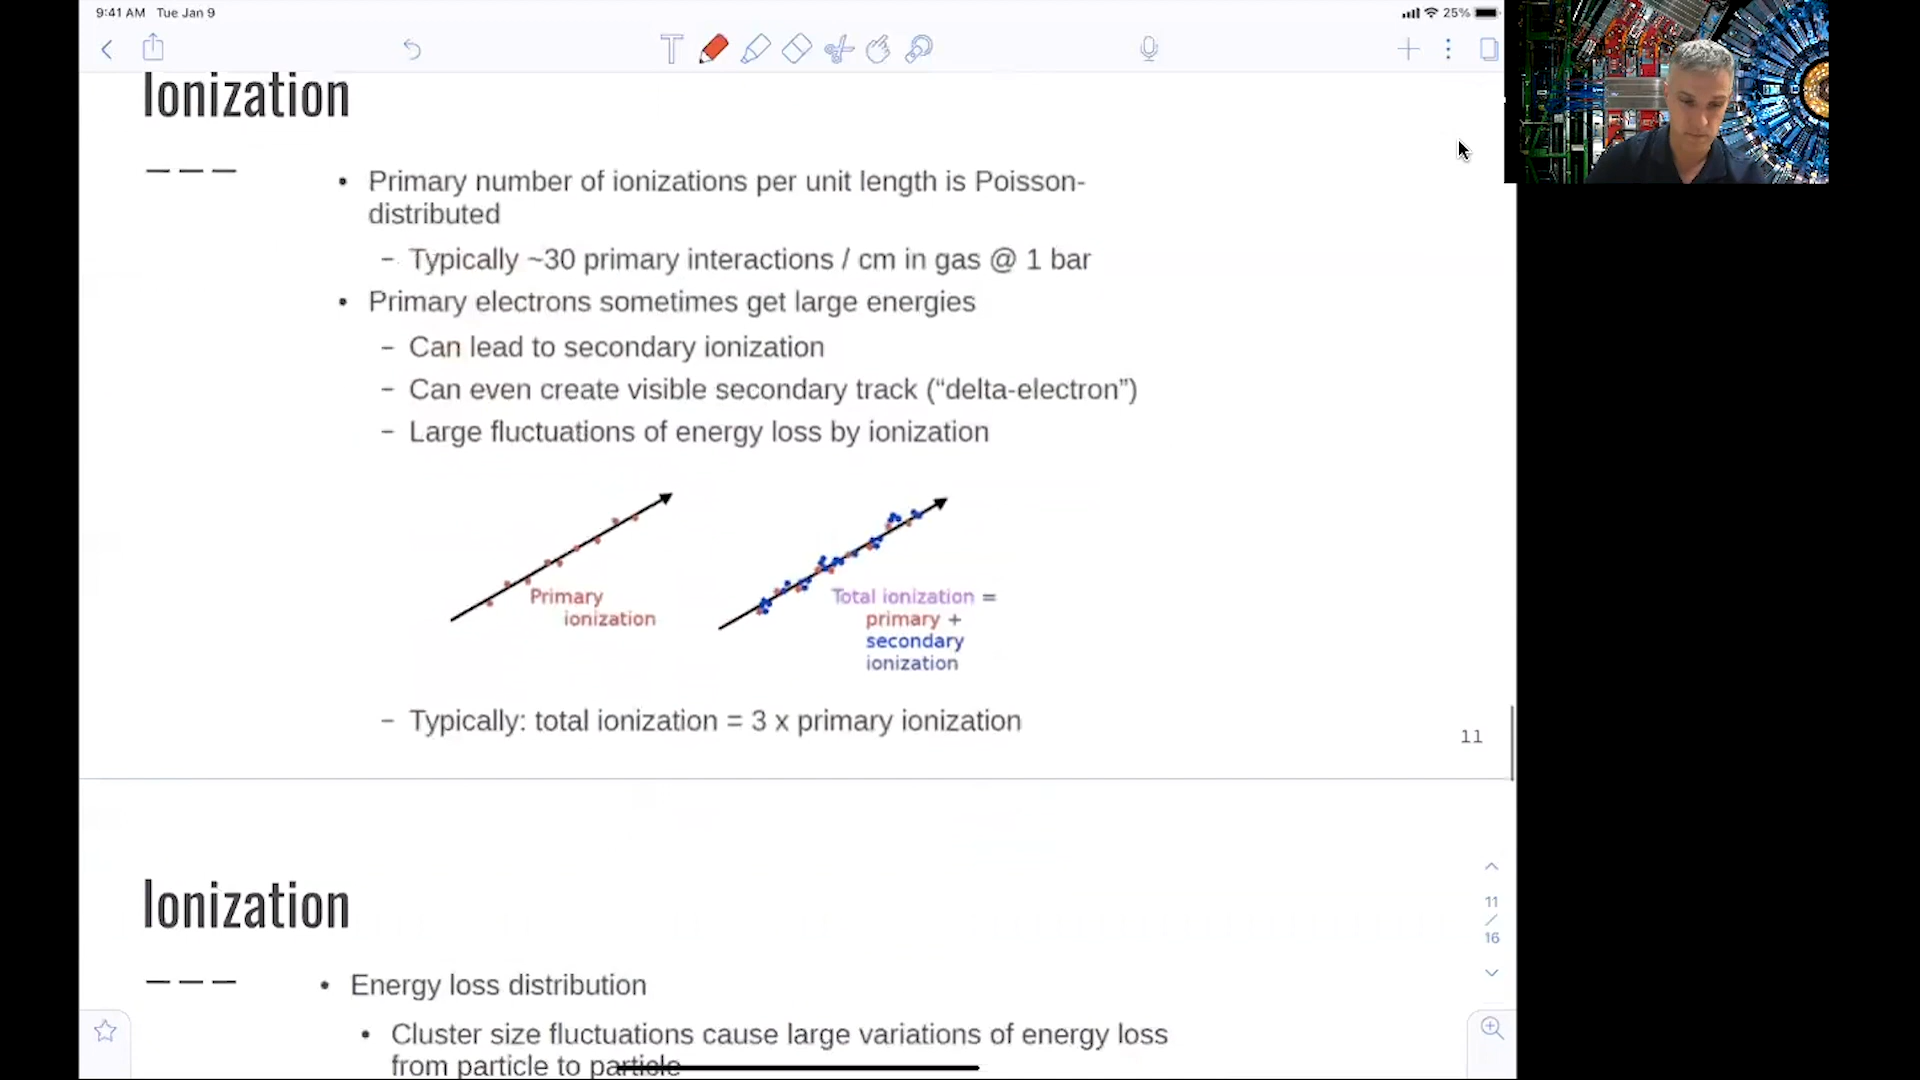 9:41 AM Tue Jan 9
25%
Ionization
• Primary number of ionizations per unit length is Poisson-
distributed
– Typically ~30 primary interactions / cm in gas @ 1 bar
• Primary electrons sometimes get large energies
– Can lead to secondary ionization
– Can even create visible secondary track (“delta-electron”)
– Large fluctuations of energy loss by ionization
Primary
ionization
Total ionization =
primary +
secondary
ionization
– Typically: total ionization = 3 x primary ionization
11
Ionization
11
/
16
• Energy loss distribution
• Cluster size fluctuations cause large variations of energy loss
from particle to particle